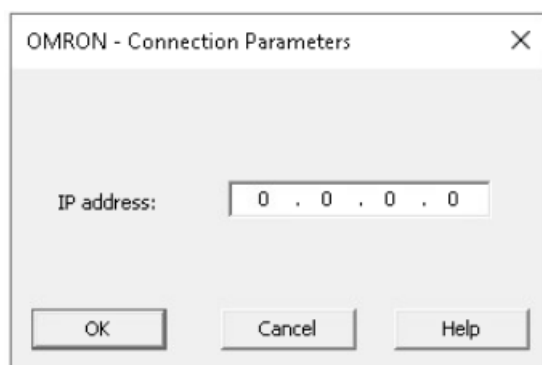 OMRON - Connection Parameters
IP address: 0 . 0 . 0 . 0
OK Cancel Help